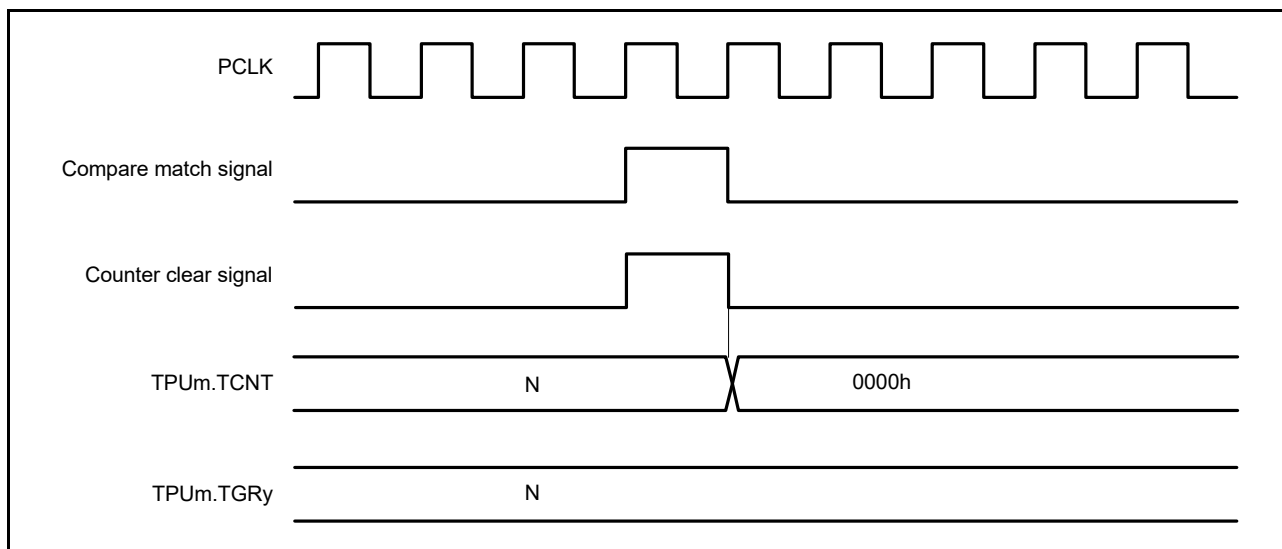 PCLK
Compare match signal
Counter clear signal
TPUm.TCNT
N
0000h
TPUm.TGRy
N